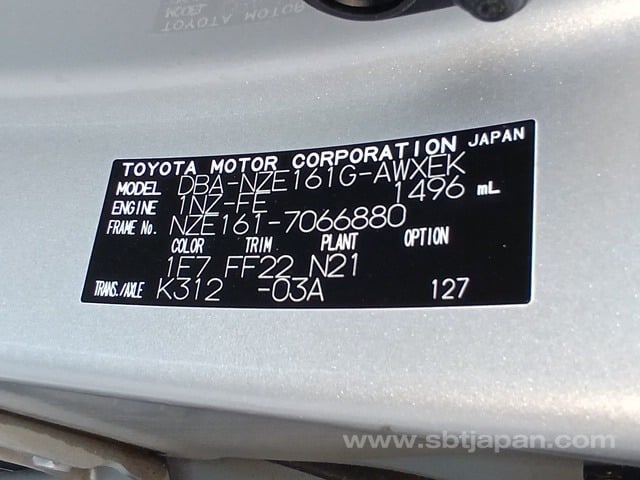 TOYOTA MOTOR CORPORATION JAPAN
MODEL DBA-NZE161G-AWXEK
ENGINE 1NZ-FE 1496 mL
FRAME No. NZE161-7066880
COLOR TRIM PLANT OPTION
1E7 FF22 N21
TRANS./AXLE K312 -03A 127
www.sbtjapan.com